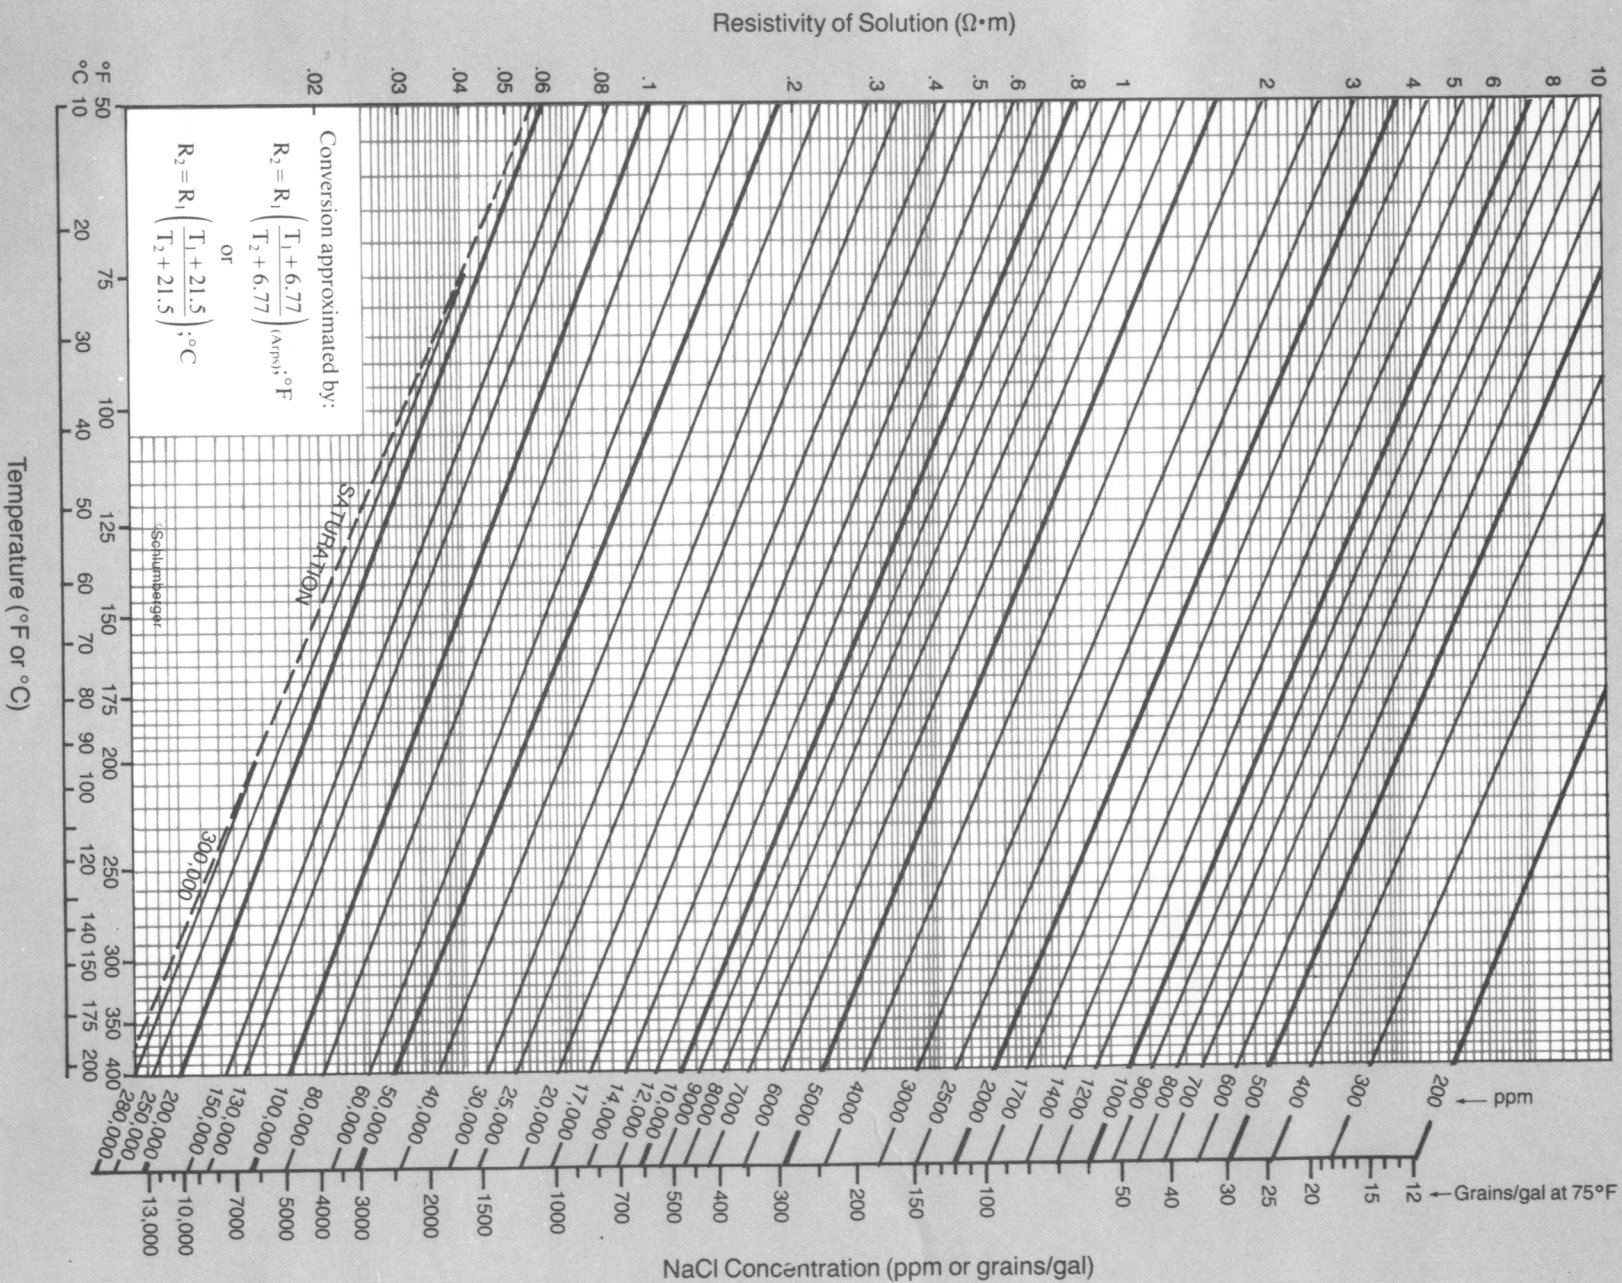 Resistivity of Solution (Ω•m)
.02 .03 .04 .05 .06 .08 .1 .2 .3 .4 .5 .6 .8 1 2 3 4 5 6 8 10
°F 50 75 100 125 150 175 200 250 300 350 400
°C 10 20 30 40 50 60 70 80 90 100 120 140 150 175 200
Temperature (°F or °C)
Conversion approximated by:
R₂ = R₁ (T₁ + 6.77 / T₂ + 6.77) (Arps); °F
or
R₂ = R₁ (T₁ + 21.5 / T₂ + 21.5); °C
SATURATION
300,000
Schlumberger
280,000 250,000 200,000 150,000 130,000 100,000 80,000 60,000 50,000 40,000 30,000 25,000 20,000 17,000 14,000 12,000 10,000 9000 8000 7000 6000 5000 4000 3000 2500 2000 1700 1400 1200 1000 900 800 700 600 500 400 300 200 ← ppm
13,000 10,000 7000 5000 4000 3000 2000 1500 1000 700 500 400 300 200 150 100 50 40 30 25 20 15 12 ← Grains/gal at 75°F
NaCl Concentration (ppm or grains/gal)